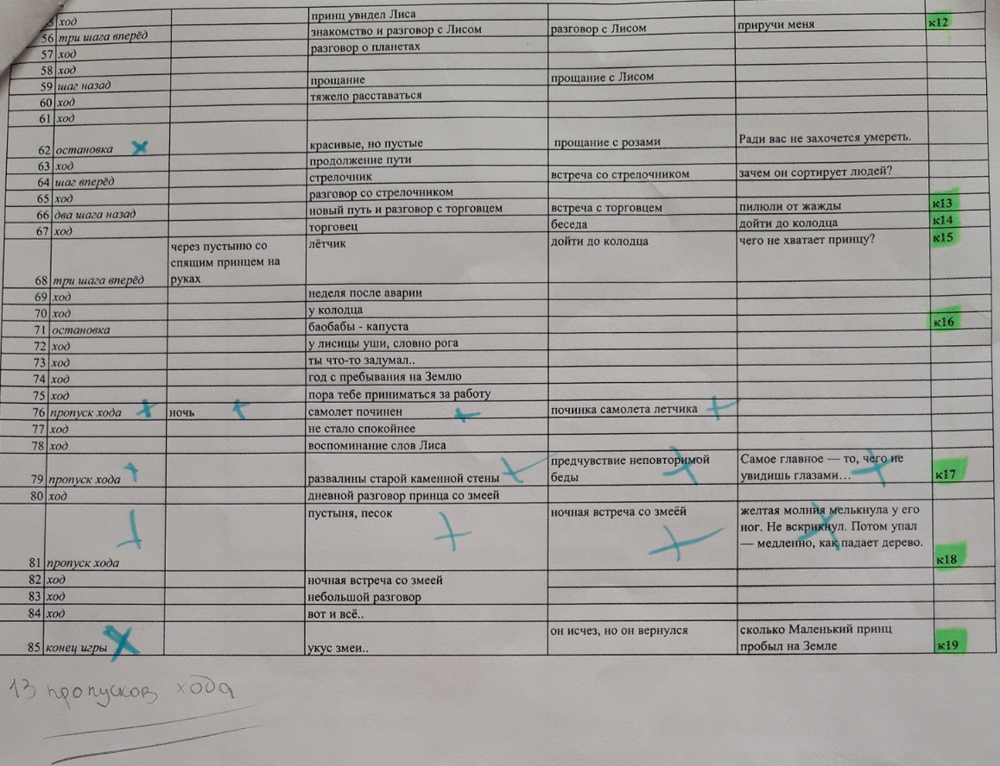 ход принц увидел Лиса
56 три шага вперёд знакомство и разговор с Лисом разговор с Лисом приручи меня к12
57 ход разговор о планетах
58 ход
59 шаг назад прощание прощание с Лисом
60 ход тяжело расставаться
61 ход
62 остановка красивые, но пустые прощание с розами Ради вас не захочется умереть.
63 ход продолжение пути
64 шаг вперёд стрелочник встреча со стрелочником зачем он сортирует людей?
65 ход разговор со стрелочником
66 два шага назад новый путь и разговор с торговцем встреча с торговцем пилюли от жажды к13
67 ход торговец беседа дойти до колодца к14
через пустыню со лётчик дойти до колодца чего не хватает принцу? к15
спящим принцем на
68 три шага вперёд руках
69 ход неделя после аварии
70 ход у колодца
71 остановка баобабы - капуста к16
72 ход у лисицы уши, словно рога
73 ход ты что-то задумал..
74 ход год с пребывания на Землю
75 ход пора тебе приниматься за работу
76 пропуск хода ночь самолет починен починка самолета летчика
77 ход не стало спокойнее
78 ход воспоминание слов Лиса
предчувствие неповторимой Самое главное — то, чего не
79 пропуск хода развалины старой каменной стены беды увидишь глазами… к17
80 ход дневной разговор принца со змеей
пустыня, песок ночная встреча со змеёй желтая молния мелькнула у его
ног. Не вскрикнул. Потом упал
— медленно, как падает дерево.
81 пропуск хода к18
82 ход ночная встреча со змеей
83 ход небольшой разговор
84 ход вот и всё..
он исчез, но он вернулся сколько Маленький принц
85 конец игры укус змеи.. пробыл на Земле к19
13 пропусков хода